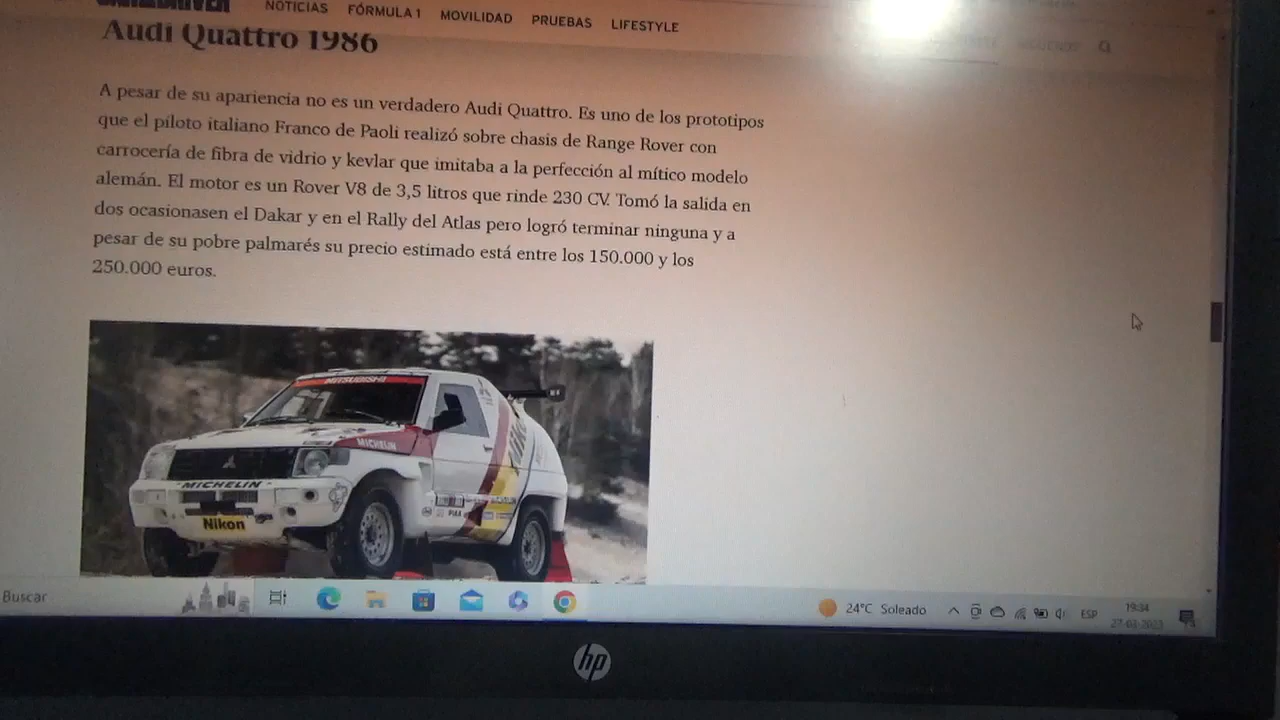 NOTICIAS FÓRMULA 1 MOVILIDAD PRUEBAS LIFESTYLE
Audi Quattro 1986
A pesar de su apariencia no es un verdadero Audi Quattro. Es uno de los prototipos
que el piloto italiano Franco de Paoli realizó sobre chasis de Range Rover con
carrocería de fibra de vidrio y kevlar que imitaba a la perfección al mítico modelo
alemán. El motor es un Rover V8 de 3,5 litros que rinde 230 CV. Tomó la salida en
dos ocasionasen el Dakar y en el Rally del Atlas pero logró terminar ninguna y a
pesar de su pobre palmarés su precio estimado está entre los 150.000 y los
250.000 euros.
MITSUBISHI
MICHELIN
Nikon
MICHELIN
Nikon
PIAA
Buscar
24°C Soleado
ESP
19:34
hp